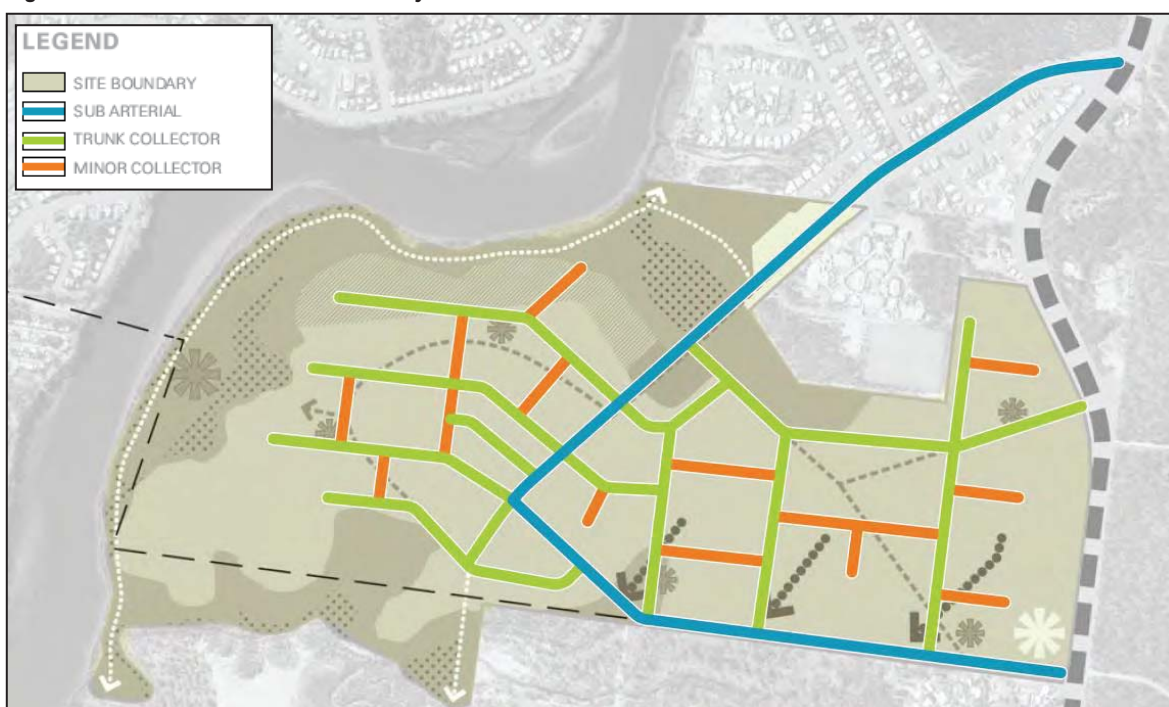 LEGEND
SITE BOUNDARY
SUB ARTERIAL
TRUNK COLLECTOR
MINOR COLLECTOR